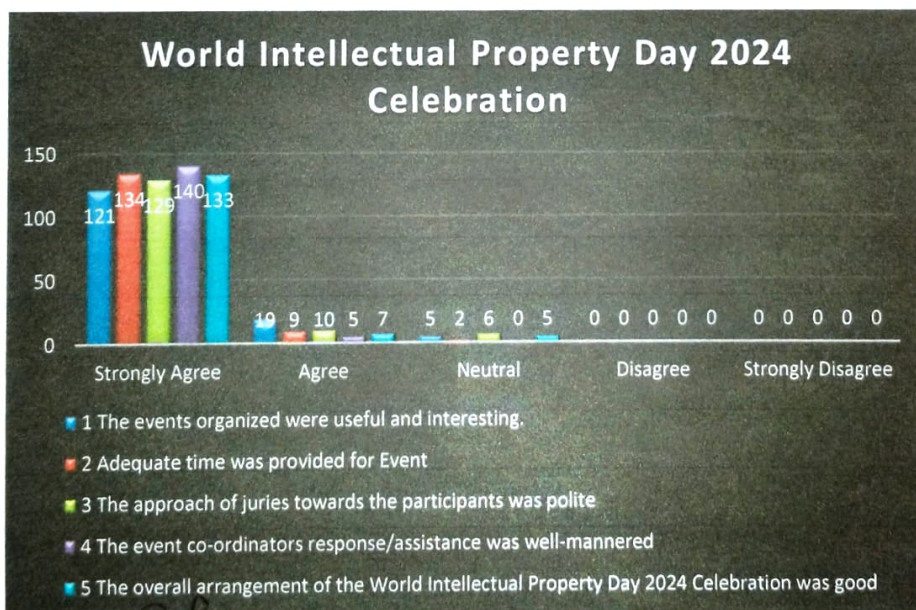 World Intellectual Property Day 2024
Celebration
150
100
50
0
121
134
129
140
133
19
9
10
5
7
5
2
6
0
5
0
0
0
0
0
0
0
0
0
0
Strongly Agree
Agree
Neutral
Disagree
Strongly Disagree
1 The events organized were useful and interesting.
2 Adequate time was provided for Event
3 The approach of juries towards the participants was polite
4 The event co-ordinators response/assistance was well-mannered
5 The overall arrangement of the World Intellectual Property Day 2024 Celebration was good